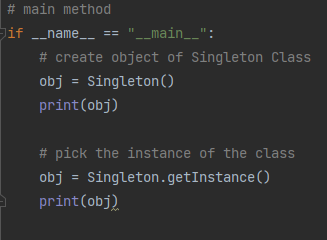 # main method
if __name__ == "__main__":
    # create object of Singleton Class
    obj = Singleton()
    print(obj)

    # pick the instance of the class
    obj = Singleton.getInstance()
    print(obj)